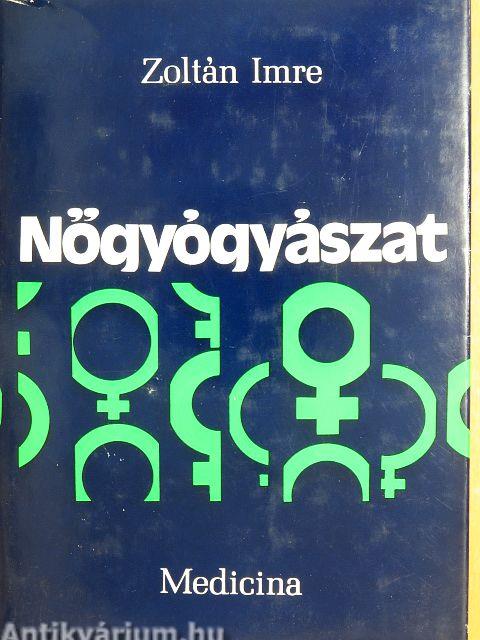 Zoltán Imre
Nőgyógyászat
Medicina
Antikvárium.hu